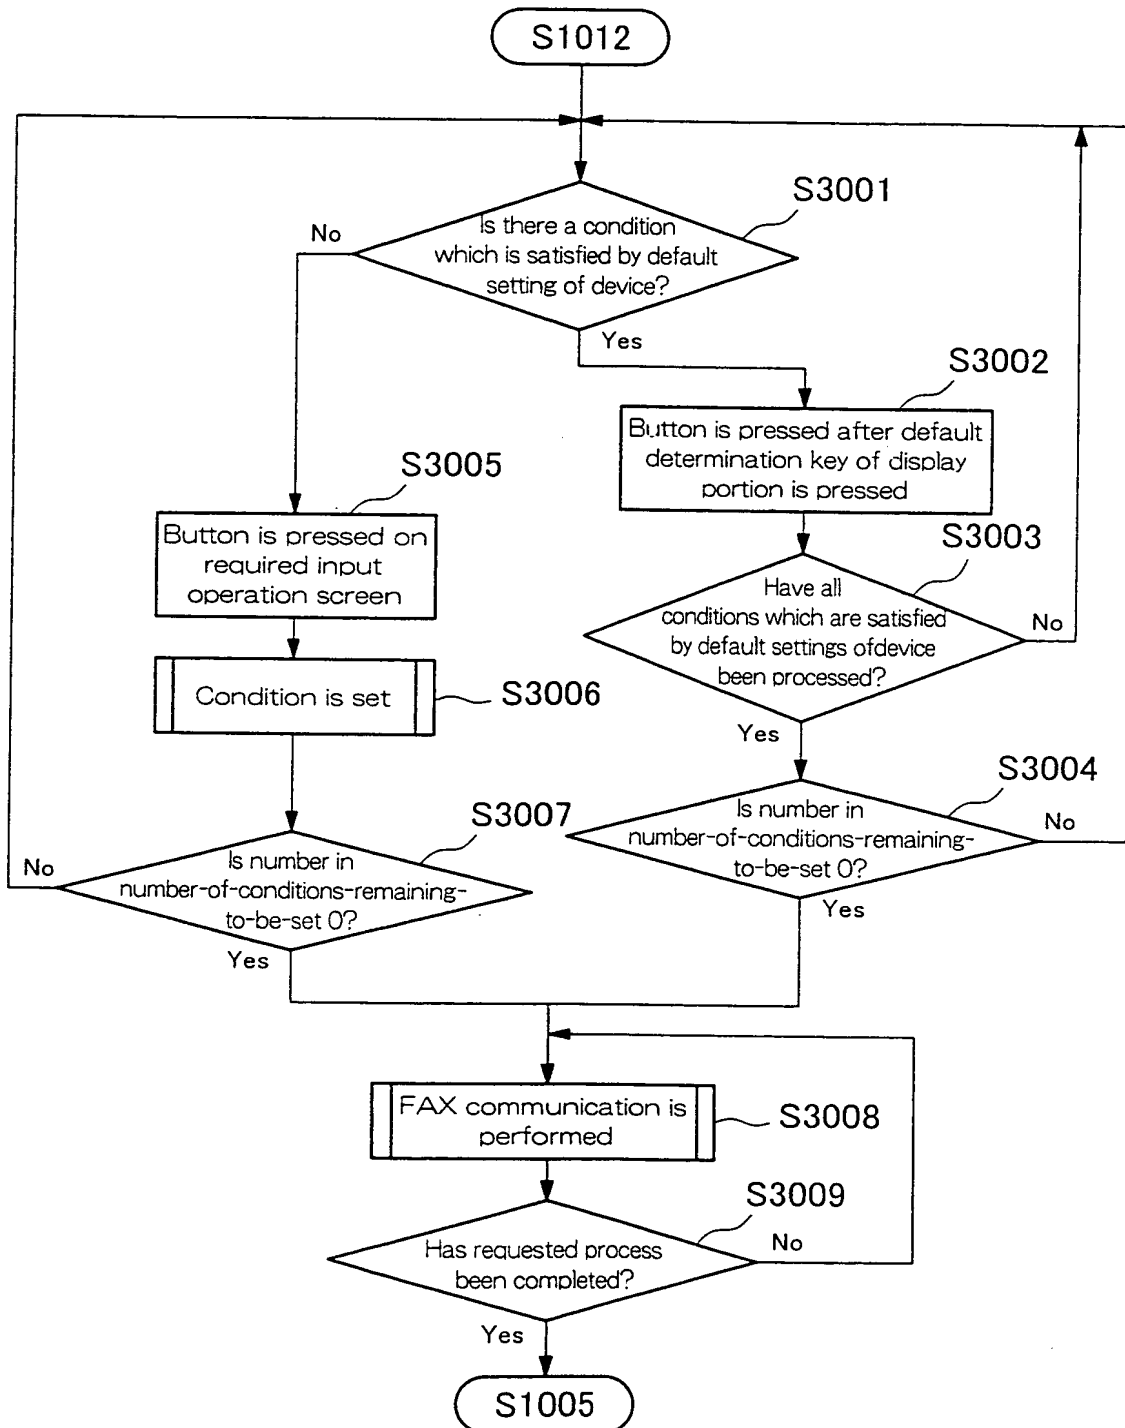 S1012
S3001
Is there a condition
which is satisfied by default
setting of device?
No
Yes
S3002
Button is pressed after default
determination key of display
portion is pressed
S3005
Button is pressed on
required input
operation screen
S3003
Have all
conditions which are satisfied
by default settings ofdevice
been processed?
No
Yes
Condition is set
S3006
S3004
Is number in
number-of-conditions-remaining-
to-be-set 0?
No
Yes
S3007
Is number in
number-of-conditions-remaining-
to-be-set 0?
No
Yes
FAX communication is
performed
S3008
S3009
Has requested process
been completed?
No
Yes
S1005